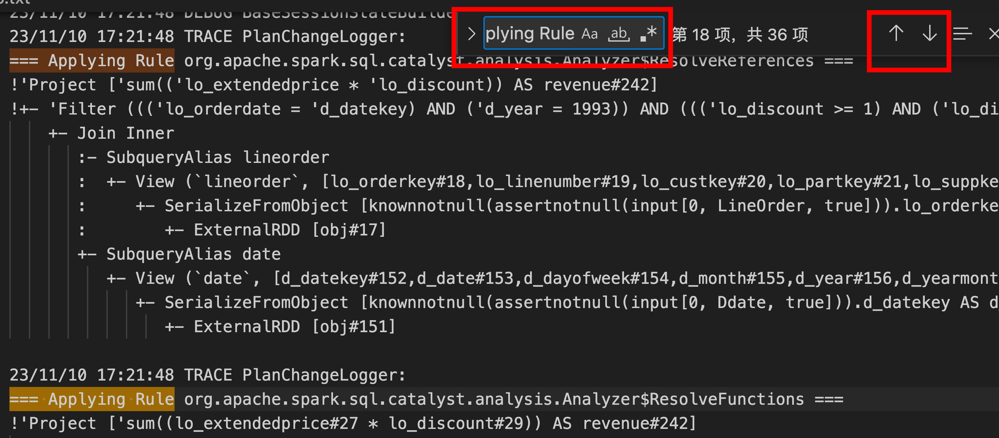 23/11/10 17:21:48 DEBUG BaseSessionStateBuilde
23/11/10 17:21:48 TRACE PlanChangeLogger:
plying Rule Aa ab .* 第 18 项，共 36 项
=== Applying Rule org.apache.spark.sql.catalyst.analysis.Analyzer$ResolveReferences ===
!'Project ['sum(('lo_extendedprice * 'lo_discount)) AS revenue#242]
!+- 'Filter ((('lo_orderdate = 'd_datekey) AND ('d_year = 1993)) AND ((('lo_discount >= 1) AND ('lo_di
+- Join Inner
:- SubqueryAlias lineorder
: +- View (`lineorder`, [lo_orderkey#18,lo_linenumber#19,lo_custkey#20,lo_partkey#21,lo_suppke
: +- SerializeFromObject [knownnotnull(assertnotnull(input[0, LineOrder, true])).lo_orderke
: +- ExternalRDD [obj#17]
+- SubqueryAlias date
+- View (`date`, [d_datekey#152,d_date#153,d_dayofweek#154,d_month#155,d_year#156,d_yearmont
+- SerializeFromObject [knownnotnull(assertnotnull(input[0, Ddate, true])).d_datekey AS d
+- ExternalRDD [obj#151]
23/11/10 17:21:48 TRACE PlanChangeLogger:
=== Applying Rule org.apache.spark.sql.catalyst.analysis.Analyzer$ResolveFunctions ===
!'Project ['sum((lo_extendedprice#27 * lo_discount#29)) AS revenue#242]